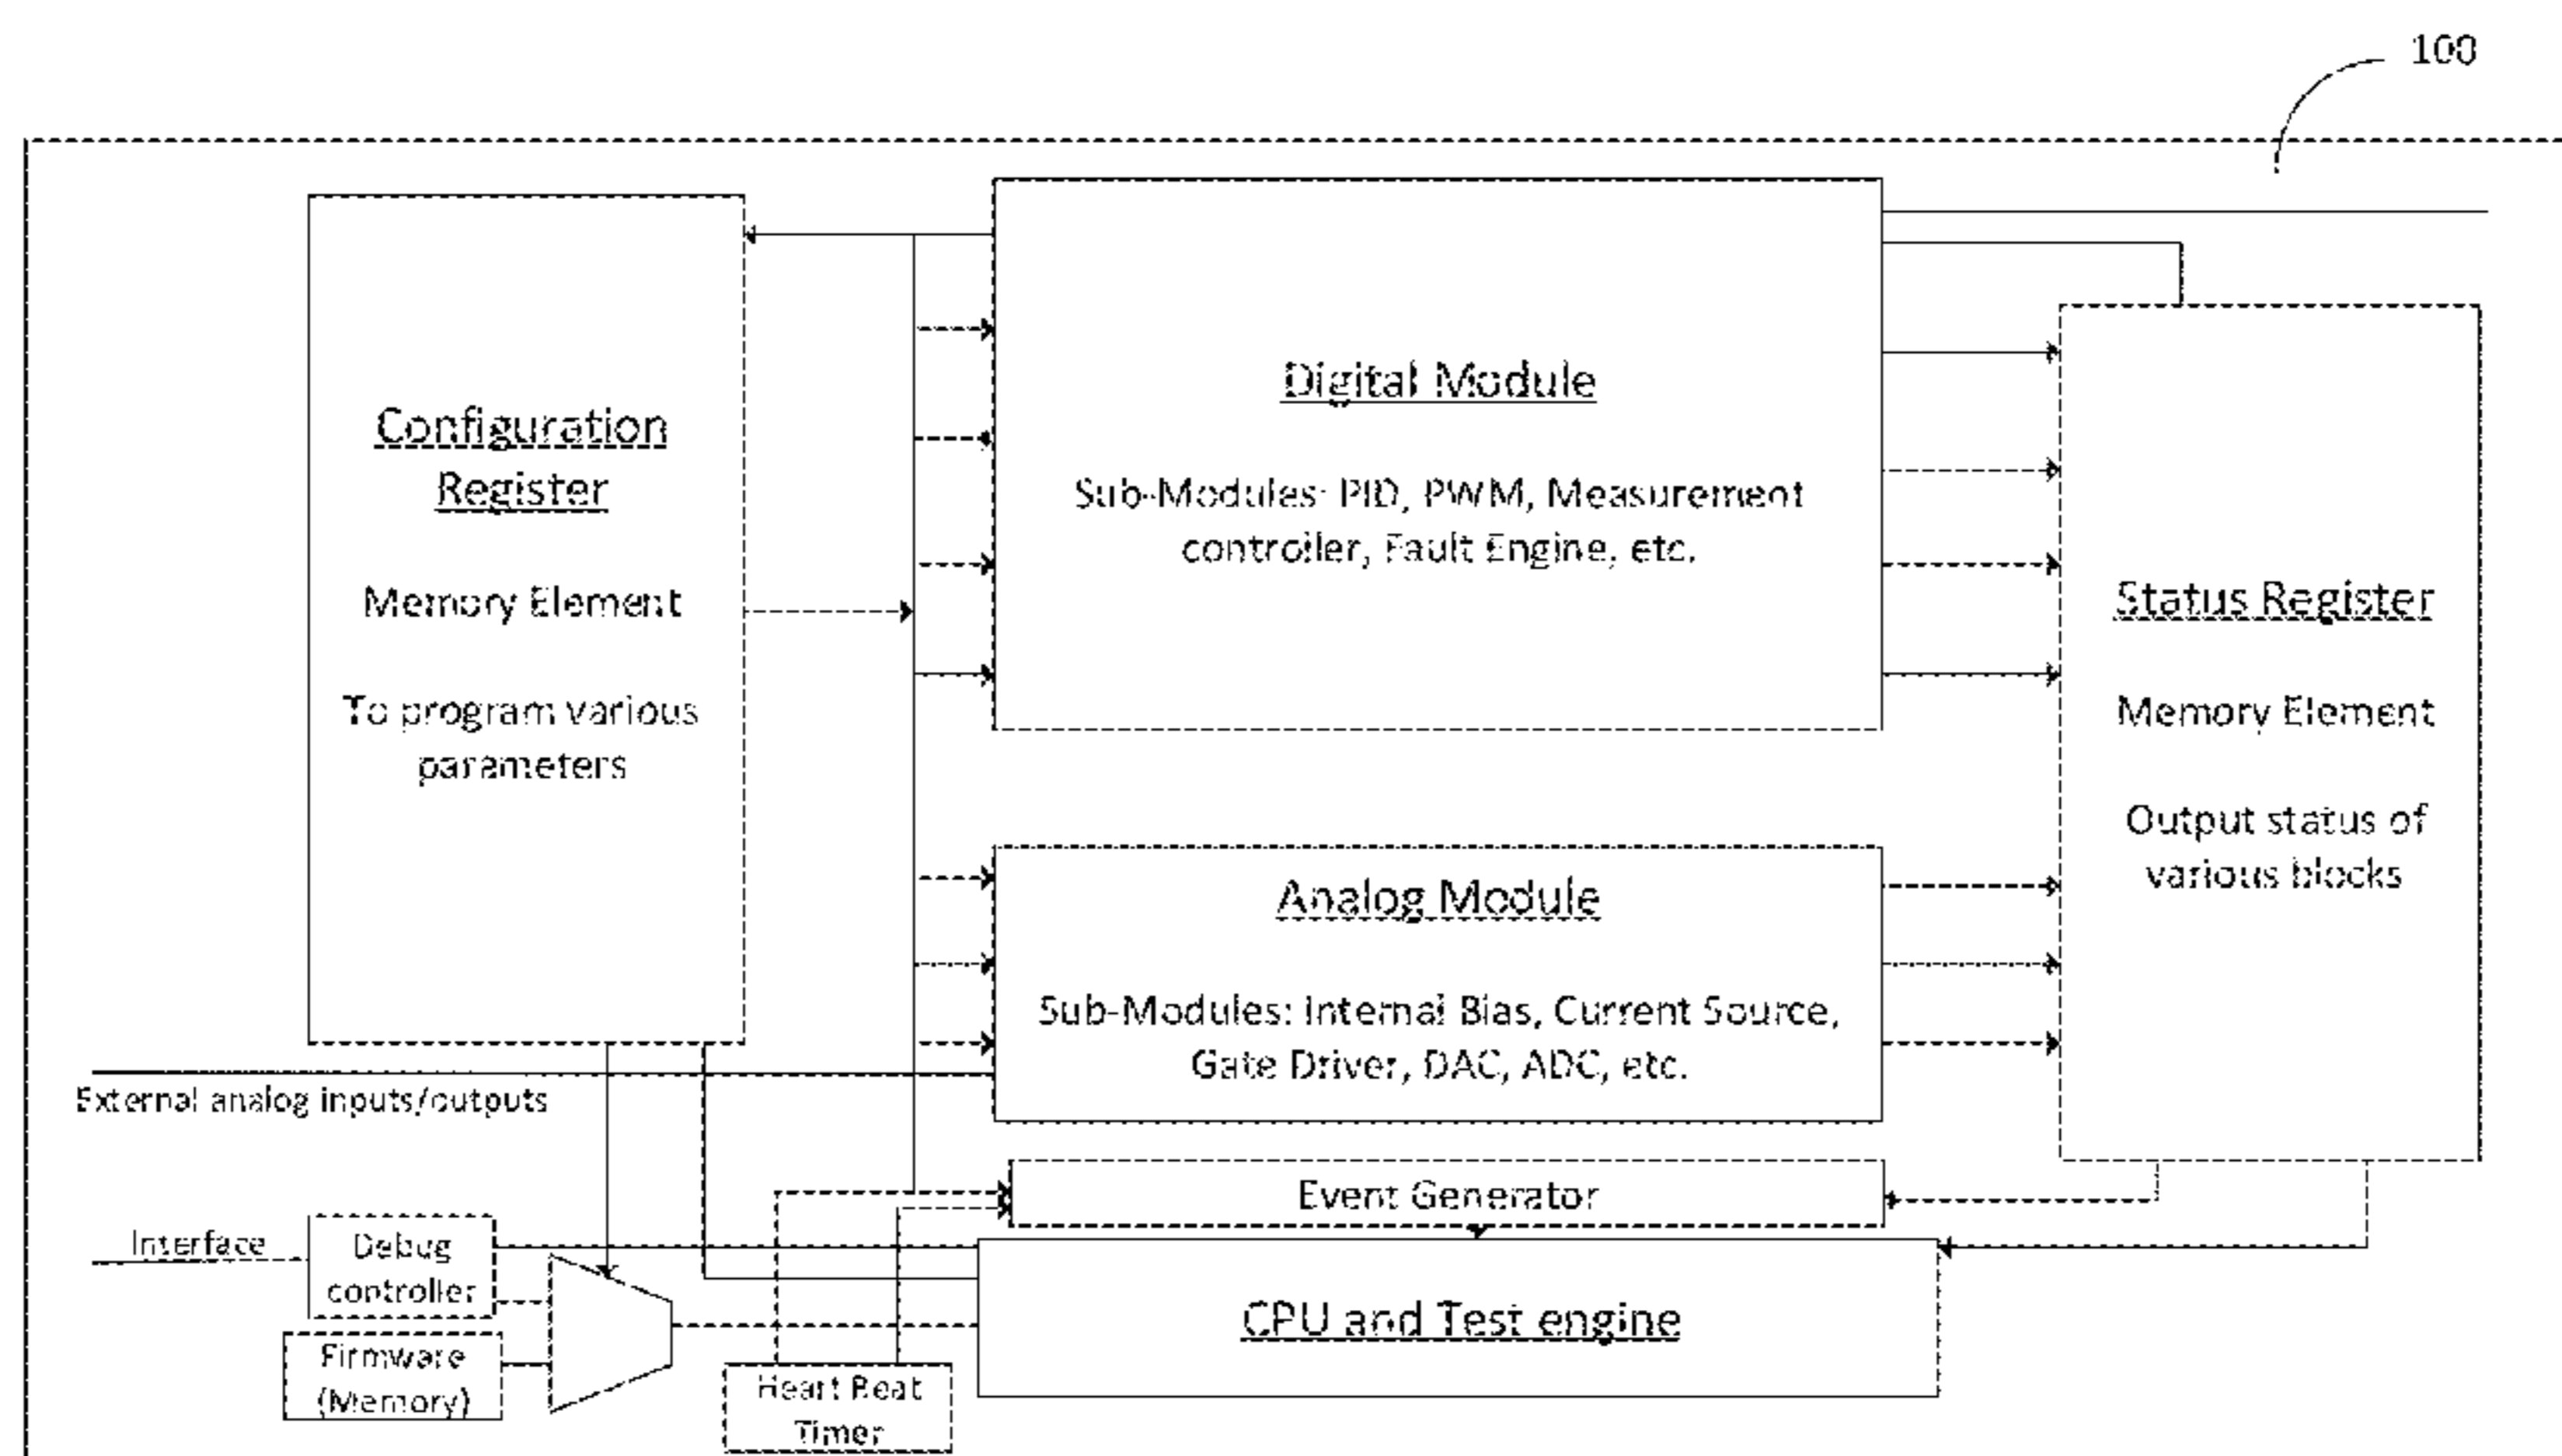 100
Configuration
Register
Memory Element
To program various
parameters
Digital Module
Sub-Modules: PID, PWM, Measurement
controller, Fault Engine, etc.
Status Register
Memory Element
Output status of
various blocks
Analog Module
Sub-Modules: Internal Bias, Current Source,
Gate Driver, DAC, ADC, etc.
External analog inputs/outputs
Event Generator
Interface
Debug
controller
CPU and Test engine
Firmware
(Memory)
Heart Beat
Timer